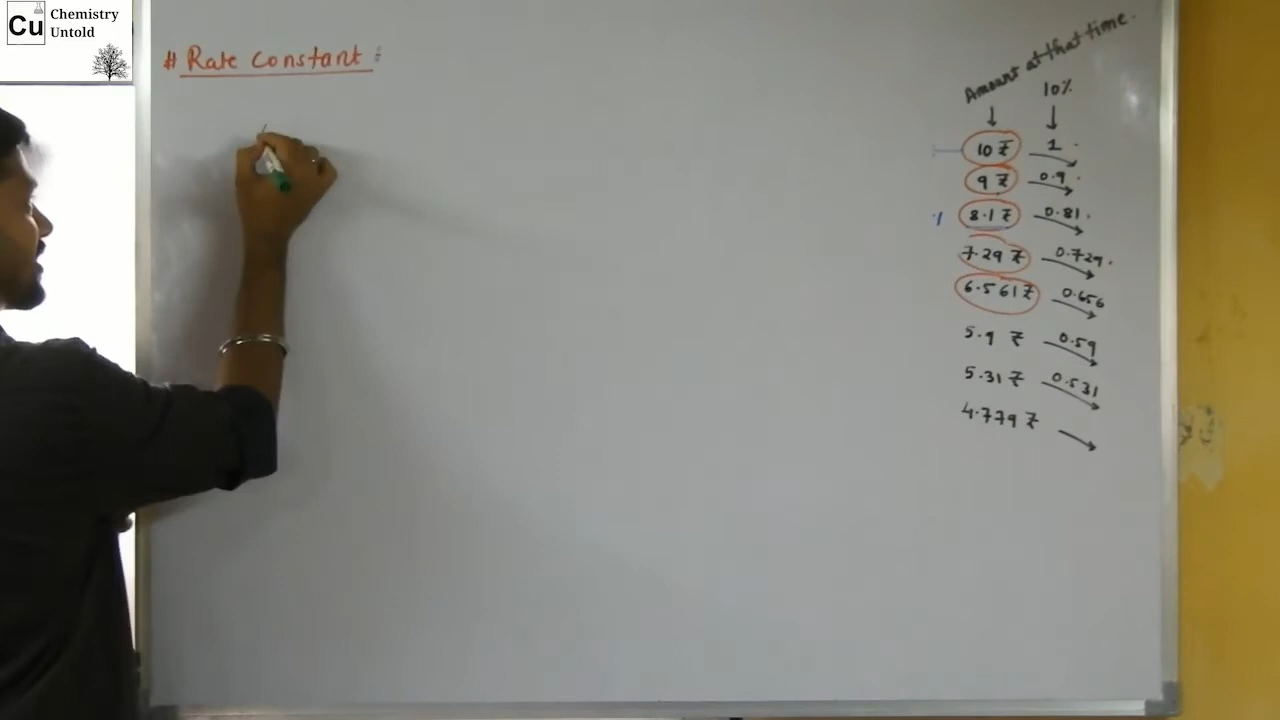 Cu
Chemistry
Untold
# Rate Constant :
Amount at that time.
10%
10 ₹ 1
9 ₹ 0.9
8.1 ₹ 0.81
7.29 ₹ 0.729
6.561 ₹ 0.656
5.9 ₹ 0.59
5.31 ₹ 0.531
4.779 ₹